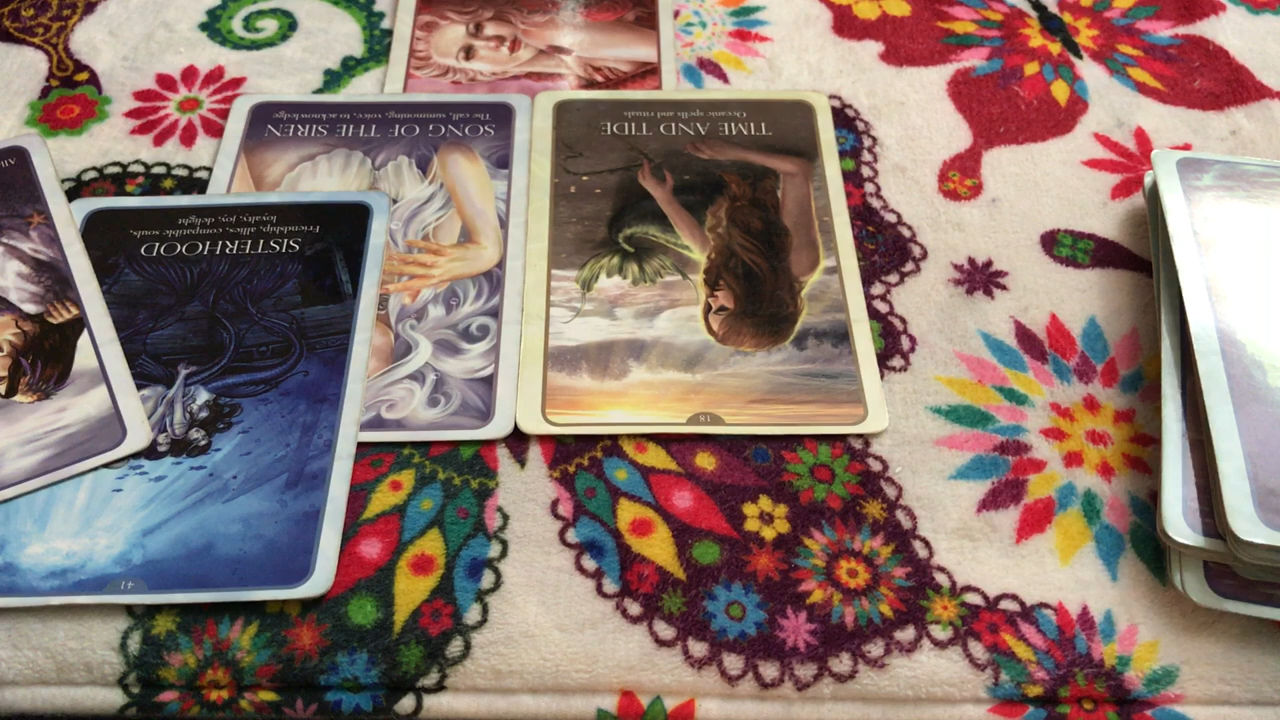 SONG OF THE SIREN
The call, summoning, voice, to acknowledge
TIME AND TIDE
Oceanic spells and rituals
18
SISTERHOOD
Friendship, allies, compatible souls,
loyalty, joy, delight
41